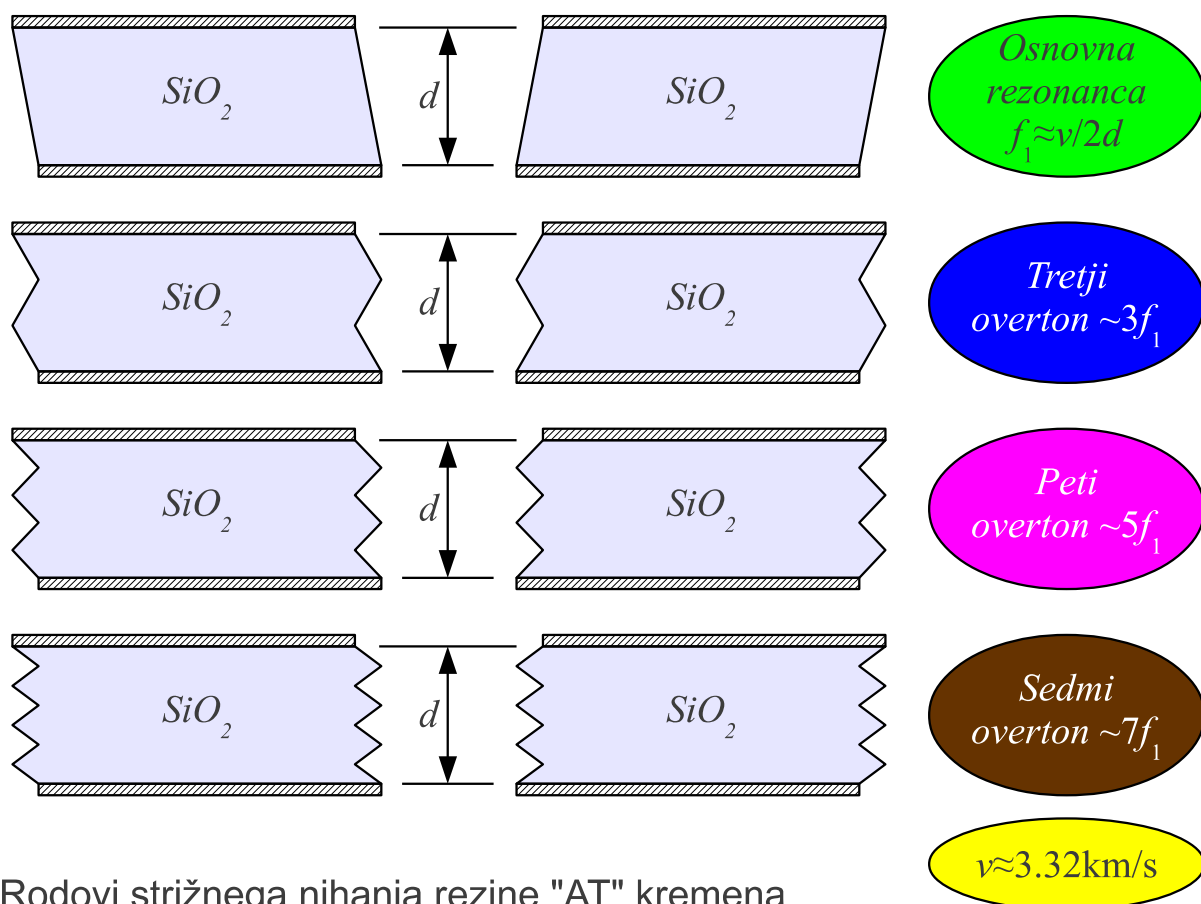 SiO2
d
SiO2
Osnovna
rezonanca
f1≈v/2d
SiO2
d
SiO2
Tretji
overton ~3f1
SiO2
d
SiO2
Peti
overton ~5f1
SiO2
d
SiO2
Sedmi
overton ~7f1
v≈3.32km/s
Rodovi strižnega nihanja rezine "AT" kremena